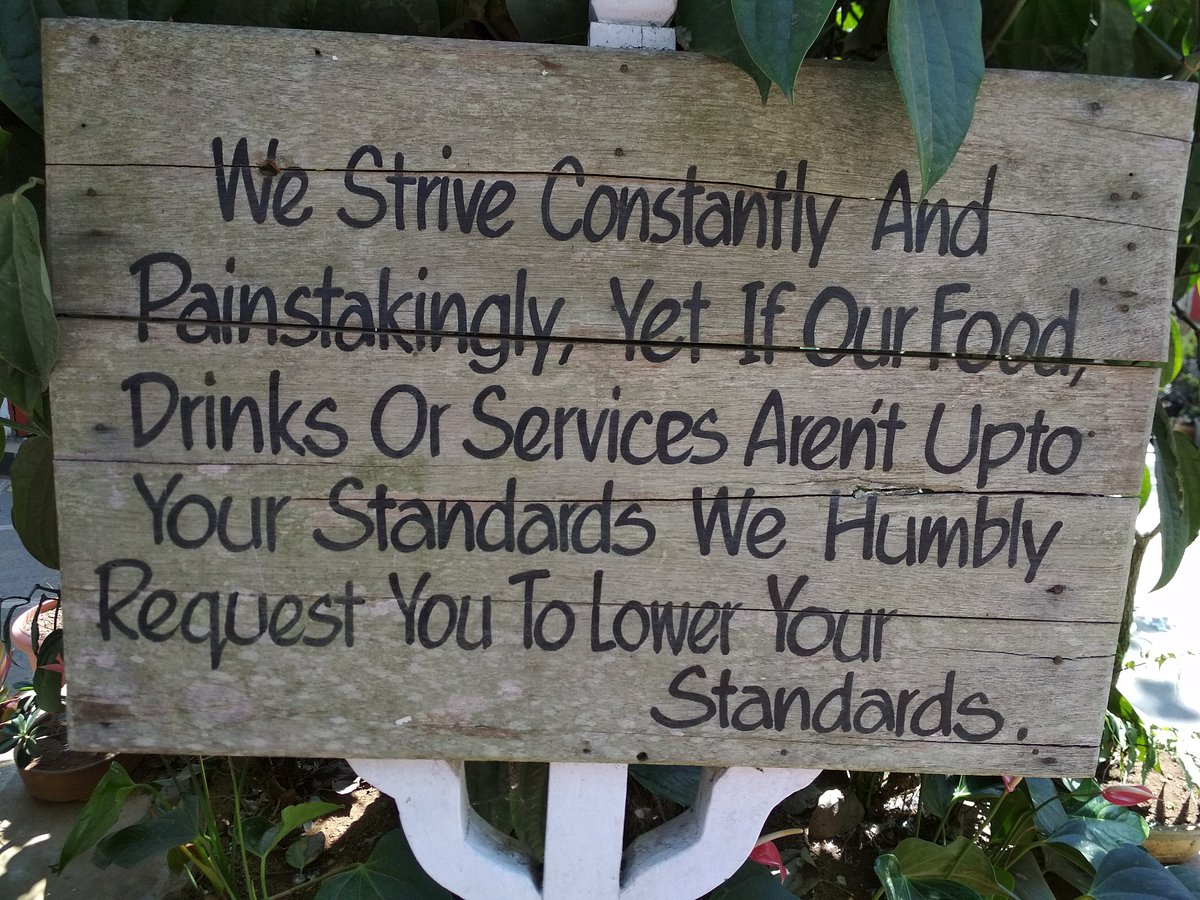 We Strive Constantly And
Painstakingly, Yet If Our Food,
Drinks Or Services Aren't Upto
Your Standards We Humbly
Request You To Lower Your
Standards.